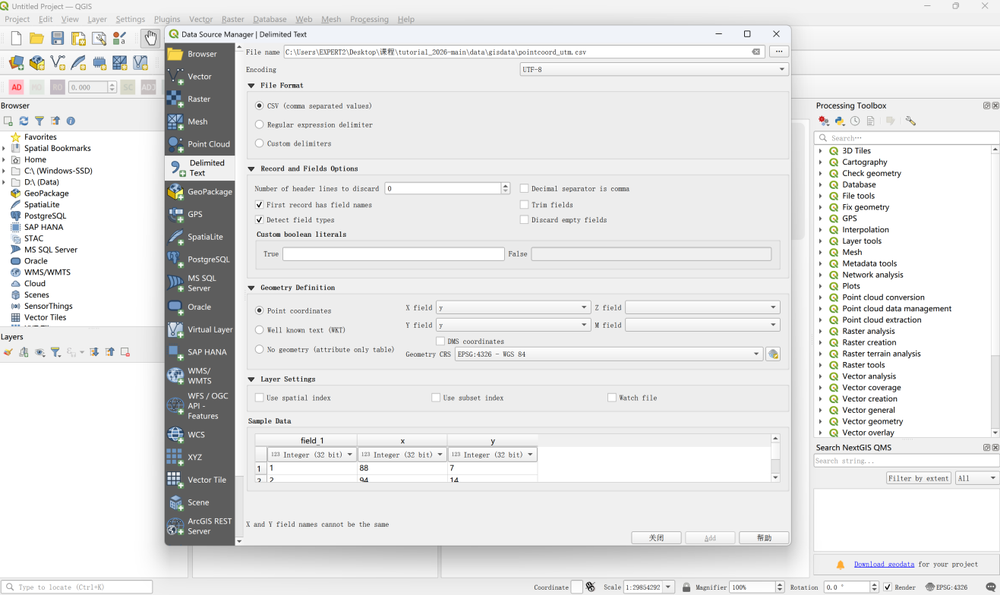 Untitled Project — QGIS
Project Edit View Layer Settings Plugins Vector Raster Database Web Mesh Processing Help
AD MO RO 0.000 SC ADJ
Browser
Favorites
Spatial Bookmarks
Home
C:\ (Windows-SSD)
D:\ (Data)
GeoPackage
SpatiaLite
PostgreSQL
SAP HANA
STAC
MS SQL Server
Oracle
WMS/WMTS
Cloud
Scenes
SensorThings
Vector Tiles
Layers
Data Source Manager | Delimited Text
Browser
Vector
Raster
Mesh
Point Cloud
Delimited
Text
GeoPackage
GPS
SpatiaLite
PostgreSQL
MS SQL
Server
Oracle
Virtual Layer
SAP HANA
WMS/
WMTS
WFS / OGC
API -
Features
WCS
XYZ
Vector Tile
Scene
ArcGIS REST
Server
File name C:\Users\EXPERT2\Desktop\课程\tutorial_2026-main\data\gisdata\pointcoord_utm.csv ...
Encoding UTF-8
File Format
CSV (comma separated values)
Regular expression delimiter
Custom delimiters
Record and Fields Options
Number of header lines to discard 0 Decimal separator is comma
First record has field names Trim fields
Detect field types Discard empty fields
Custom boolean literals
True False
Geometry Definition
Point coordinates X field y Z field
Well known text (WKT) Y field y M field
DMS coordinates
No geometry (attribute only table) Geometry CRS EPSG:4326 - WGS 84
Layer Settings
Use spatial index Use subset index Watch file
Sample Data
field_1 x y
123 Integer (32 bit) 123 Integer (32 bit) 123 Integer (32 bit)
1 1 88 7
2 2 94 14
X and Y field names cannot be the same
关闭 Add 帮助
Processing Toolbox
Search…
3D Tiles
Cartography
Check geometry
Database
File tools
Fix geometry
GPS
Interpolation
Layer tools
Mesh
Metadata tools
Network analysis
Plots
Point cloud conversion
Point cloud data management
Point cloud extraction
Raster analysis
Raster creation
Raster terrain analysis
Raster tools
Vector analysis
Vector coverage
Vector creation
Vector general
Vector geometry
Vector overlay
Search NextGIS QMS
Search string...
Filter by extent All
Download geodata for your project
Type to locate (Ctrl+K) Coordinate Scale 1:29854292 Magnifier 100% Rotation 0.0 ° Render EPSG:4326